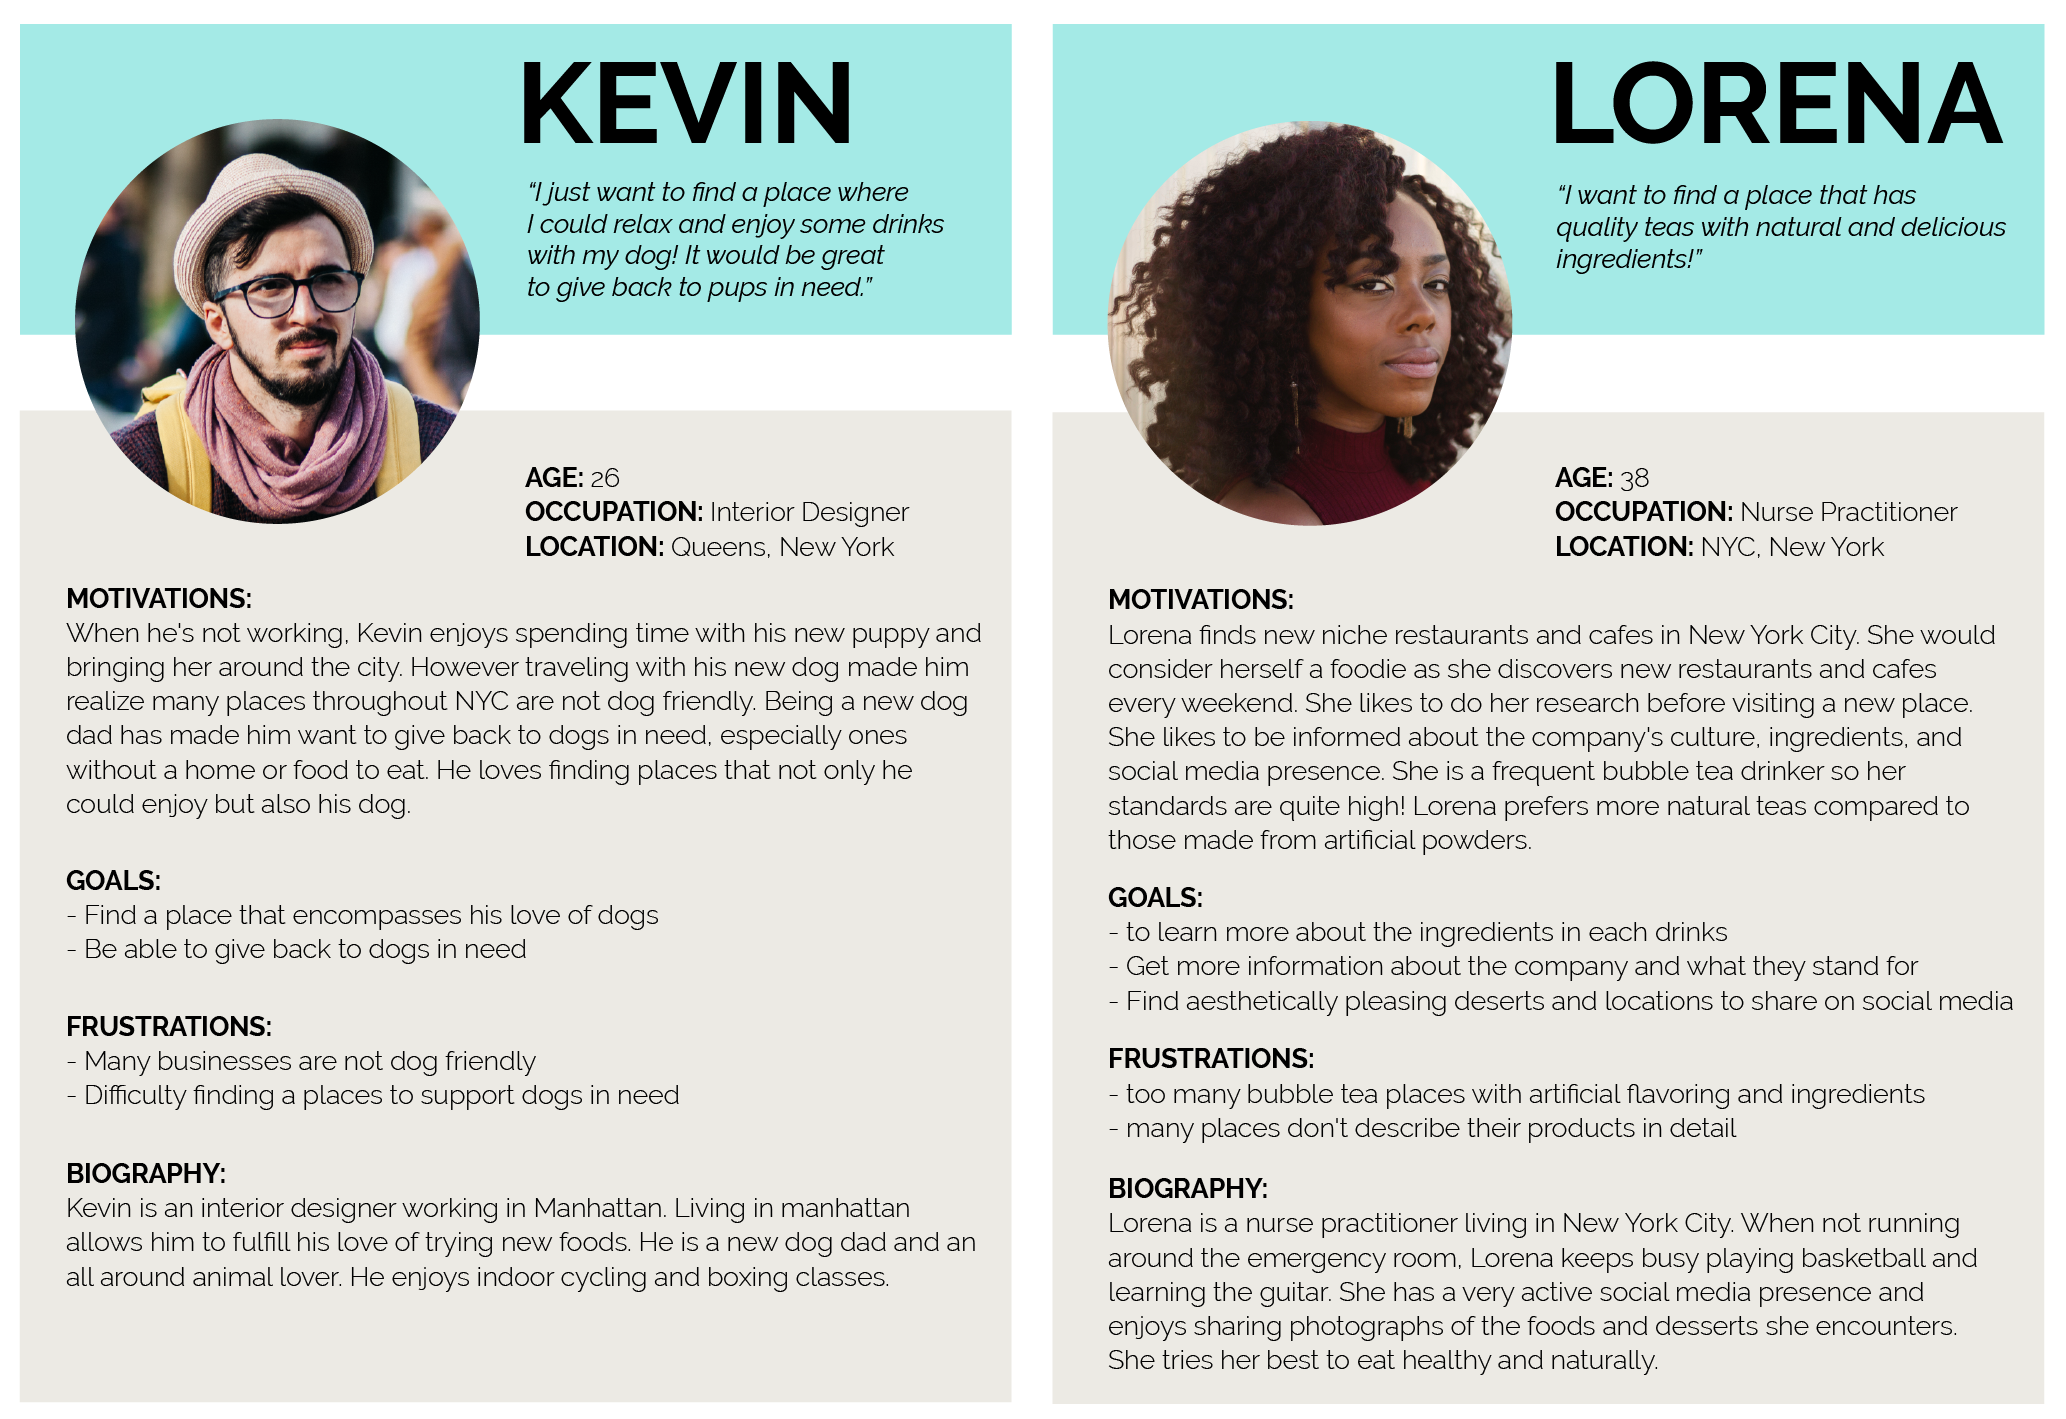 KEVIN
“I just want to find a place where
I could relax and enjoy some drinks
with my dog! It would be great
to give back to pups in need.”
AGE: 26
OCCUPATION: Interior Designer
LOCATION: Queens, New York
MOTIVATIONS:
When he's not working, Kevin enjoys spending time with his new puppy and
bringing her around the city. However traveling with his new dog made him
realize many places throughout NYC are not dog friendly. Being a new dog
dad has made him want to give back to dogs in need, especially ones
without a home or food to eat. He loves finding places that not only he
could enjoy but also his dog.
GOALS:
- Find a place that encompasses his love of dogs
- Be able to give back to dogs in need
FRUSTRATIONS:
- Many businesses are not dog friendly
- Difficulty finding a places to support dogs in need
BIOGRAPHY:
Kevin is an interior designer working in Manhattan. Living in manhattan
allows him to fulfill his love of trying new foods. He is a new dog dad and an
all around animal lover. He enjoys indoor cycling and boxing classes.
LORENA
“I want to find a place that has
quality teas with natural and delicious
ingredients!”
AGE: 38
OCCUPATION: Nurse Practitioner
LOCATION: NYC, New York
MOTIVATIONS:
Lorena finds new niche restaurants and cafes in New York City. She would
consider herself a foodie as she discovers new restaurants and cafes
every weekend. She likes to do her research before visiting a new place.
She likes to be informed about the company's culture, ingredients, and
social media presence. She is a frequent bubble tea drinker so her
standards are quite high! Lorena prefers more natural teas compared to
those made from artificial powders.
GOALS:
- to learn more about the ingredients in each drinks
- Get more information about the company and what they stand for
- Find aesthetically pleasing deserts and locations to share on social media
FRUSTRATIONS:
- too many bubble tea places with artificial flavoring and ingredients
- many places don't describe their products in detail
BIOGRAPHY:
Lorena is a nurse practitioner living in New York City. When not running
around the emergency room, Lorena keeps busy playing basketball and
learning the guitar. She has a very active social media presence and
enjoys sharing photographs of the foods and desserts she encounters.
She tries her best to eat healthy and naturally.